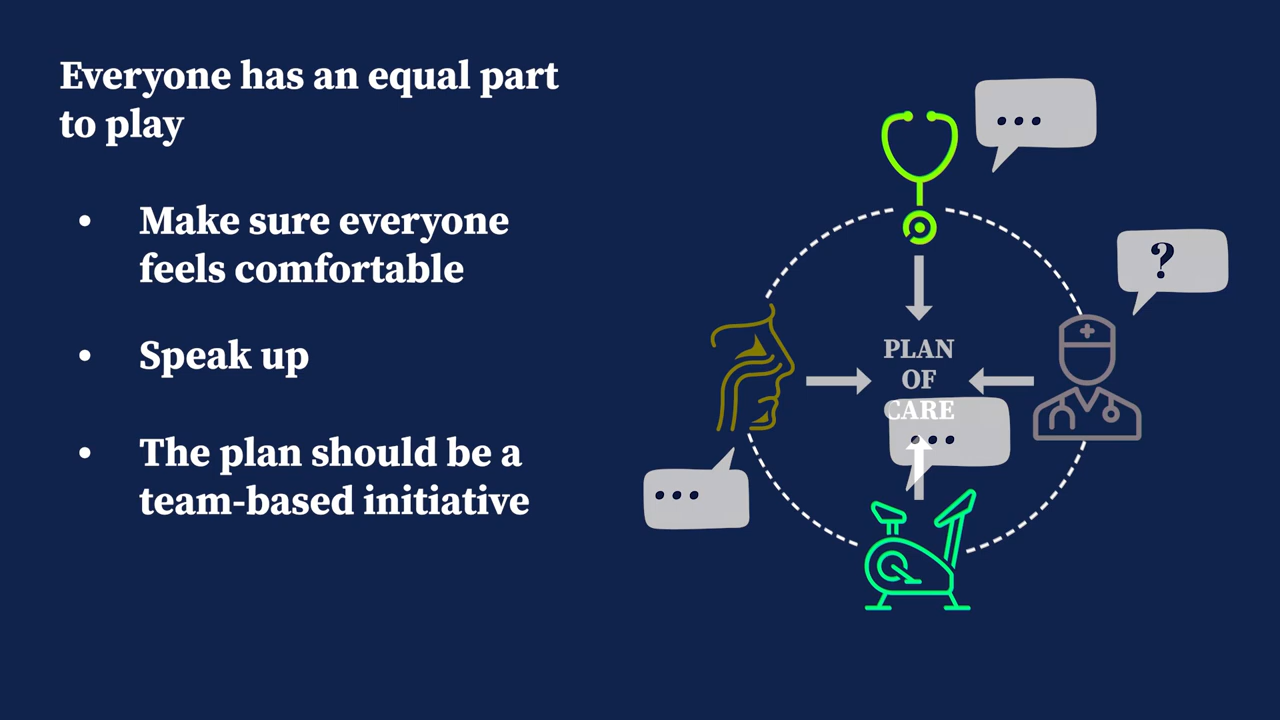 Everyone has an equal part
to play
• Make sure everyone
feels comfortable
• Speak up
• The plan should be a
team-based initiative
...
?
PLAN
OF
CARE
...
...